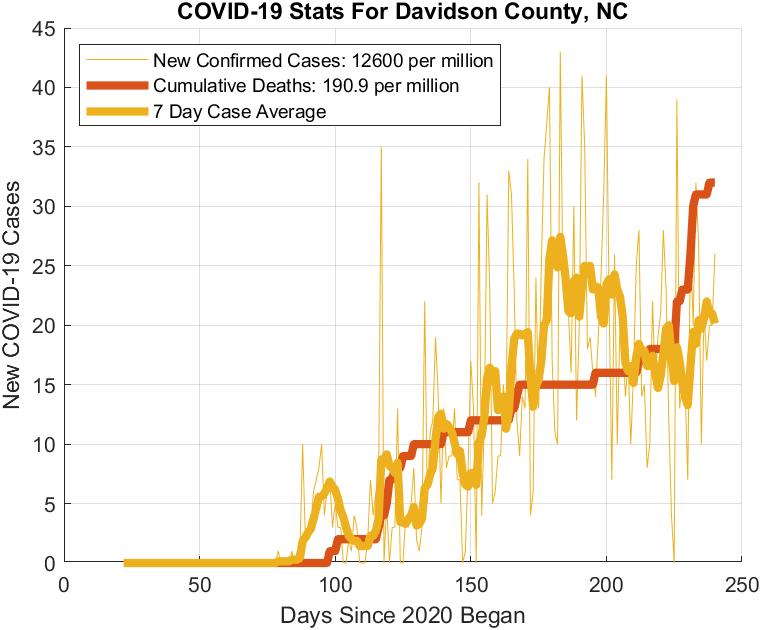 COVID-19 Stats For Davidson County, NC
New Confirmed Cases: 12600 per million
Cumulative Deaths: 190.9 per million
7 Day Case Average
New COVID-19 Cases
45
40
35
30
25
20
15
10
5
0
0 50 100 150 200 250
Days Since 2020 Began